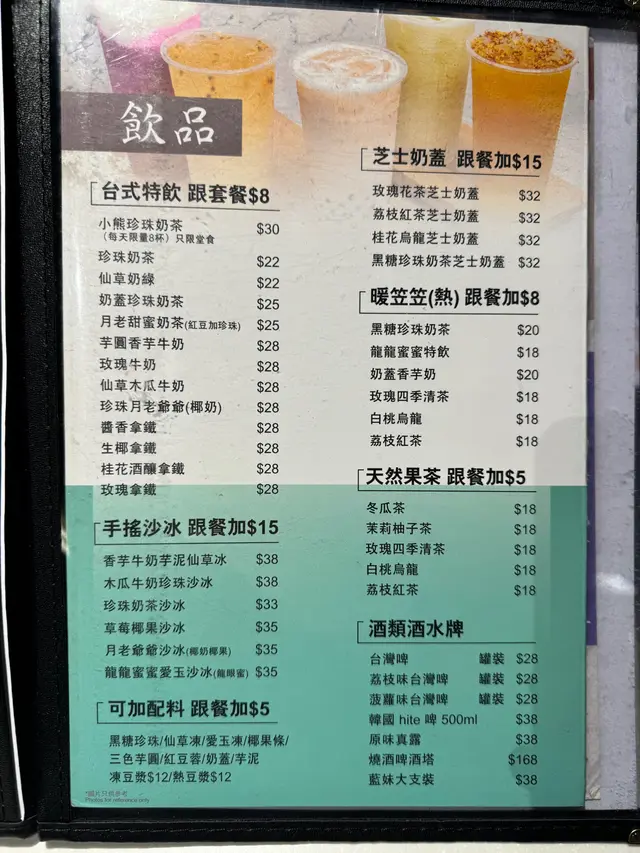 飲品
台式特飲 跟套餐$8
小熊珍珠奶茶 $30
(每天限量8杯) 只限堂食
珍珠奶茶 $22
仙草奶綠 $22
奶蓋珍珠奶茶 $25
月老甜蜜奶茶(紅豆加珍珠) $25
芋圓香芋牛奶 $28
玫瑰牛奶 $28
仙草木瓜牛奶 $28
珍珠月老爺爺(椰奶) $28
醬香拿鐵 $28
生椰拿鐵 $28
桂花酒釀拿鐵 $28
玫瑰拿鐵 $28
手搖沙冰 跟餐加$15
香芋牛奶芋泥仙草冰 $38
木瓜牛奶珍珠沙冰 $38
珍珠奶茶沙冰 $33
草莓椰果沙冰 $35
月老爺爺沙冰(椰奶椰果) $35
龍龍蜜蜜愛玉沙冰(龍眼蜜) $35
可加配料 跟餐加$5
黑糖珍珠/仙草凍/愛玉凍/椰果條/
三色芋圓/紅豆蓉/奶蓋/芋泥
凍豆漿$12/熱豆漿$12
*圖片只供參考
Photos for reference only
芝士奶蓋 跟餐加$15
玫瑰花茶芝士奶蓋 $32
荔枝紅茶芝士奶蓋 $32
桂花烏龍芝士奶蓋 $32
黑糖珍珠奶茶芝士奶蓋 $32
暖笠笠(熱) 跟餐加$8
黑糖珍珠奶茶 $20
龍龍蜜蜜特飲 $18
奶蓋香芋奶 $20
玫瑰四季清茶 $18
白桃烏龍 $18
荔枝紅茶 $18
天然果茶 跟餐加$5
冬瓜茶 $18
茉莉柚子茶 $18
玫瑰四季清茶 $18
白桃烏龍 $18
荔枝紅茶 $18
酒類酒水牌
台灣啤 罐裝 $28
荔枝味台灣啤 罐裝 $28
菠蘿味台灣啤 罐裝 $28
韓國 hite 啤 500ml $38
原味真露 $38
燒酒啤酒塔 $168
藍妹大支裝 $38